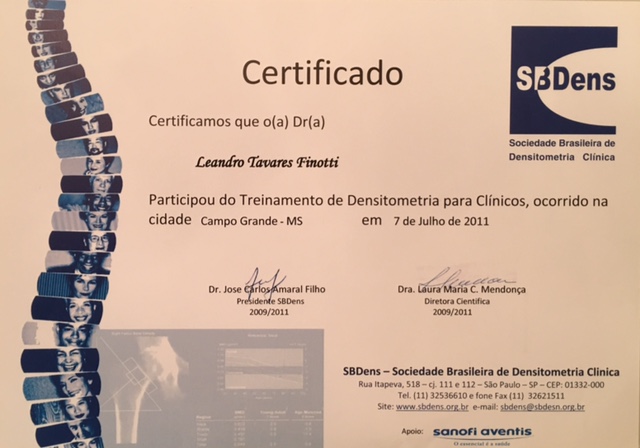 Certificado
SBDens
Sociedade Brasileira de
Densitometria Clínica
Certificamos que o(a) Dr(a)
Leandro Tavares Finotti
Participou do Treinamento de Densitometria para Clínicos, ocorrido na
cidade Campo Grande - MS em 7 de Julho de 2011
Dr. Jose Carlos Amaral Filho
Presidente SBDens
2009/2011
Dra. Laura Maria C. Mendonça
Diretora Científica
2009/2011
SBDens – Sociedade Brasileira de Densitometria Clinica
Rua Itapeva, 518 – cj. 111 e 112 – São Paulo – SP – CEP: 01332-000
Tel. (11) 32536610 e fone Fax (11) 32621511
Site: www.sbdens.org.br e-mail: sbdens@sbdesn.org.br
Apoio: sanofi aventis
O essencial é a saúde